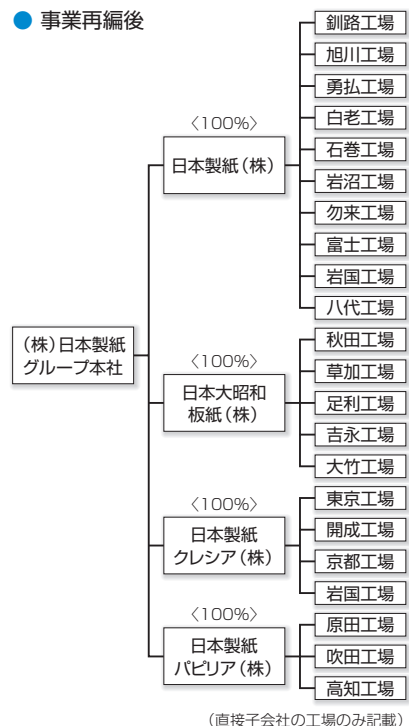 ● 事業再編後
(株)日本製紙
グループ本社
〈100%〉
日本製紙(株)
釧路工場
旭川工場
勇払工場
白老工場
石巻工場
岩沼工場
勿来工場
富士工場
岩国工場
八代工場
〈100%〉
日本大昭和
板紙(株)
秋田工場
草加工場
足利工場
吉永工場
大竹工場
〈100%〉
日本製紙
クレシア(株)
東京工場
開成工場
京都工場
岩国工場
〈100%〉
日本製紙
パピリア(株)
原田工場
吹田工場
高知工場
(直接子会社の工場のみ記載)